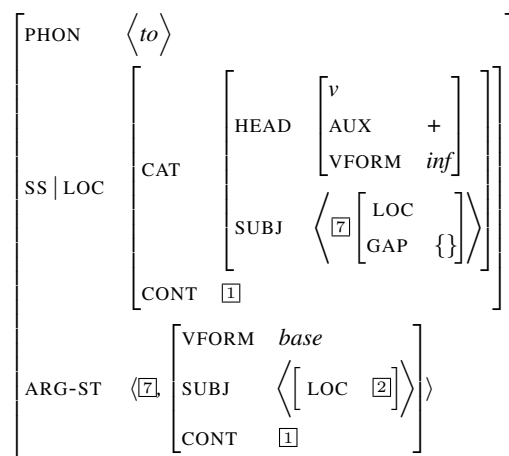 PHON ⟨to⟩
v
HEAD AUX +
VFORM inf
SS | LOC CAT
SUBJ ⟨ 7 [ LOC
GAP {} ] ⟩
CONT 1
VFORM base
ARG-ST ⟨ 7, SUBJ ⟨ [ LOC 2 ] ⟩ ⟩
CONT 1